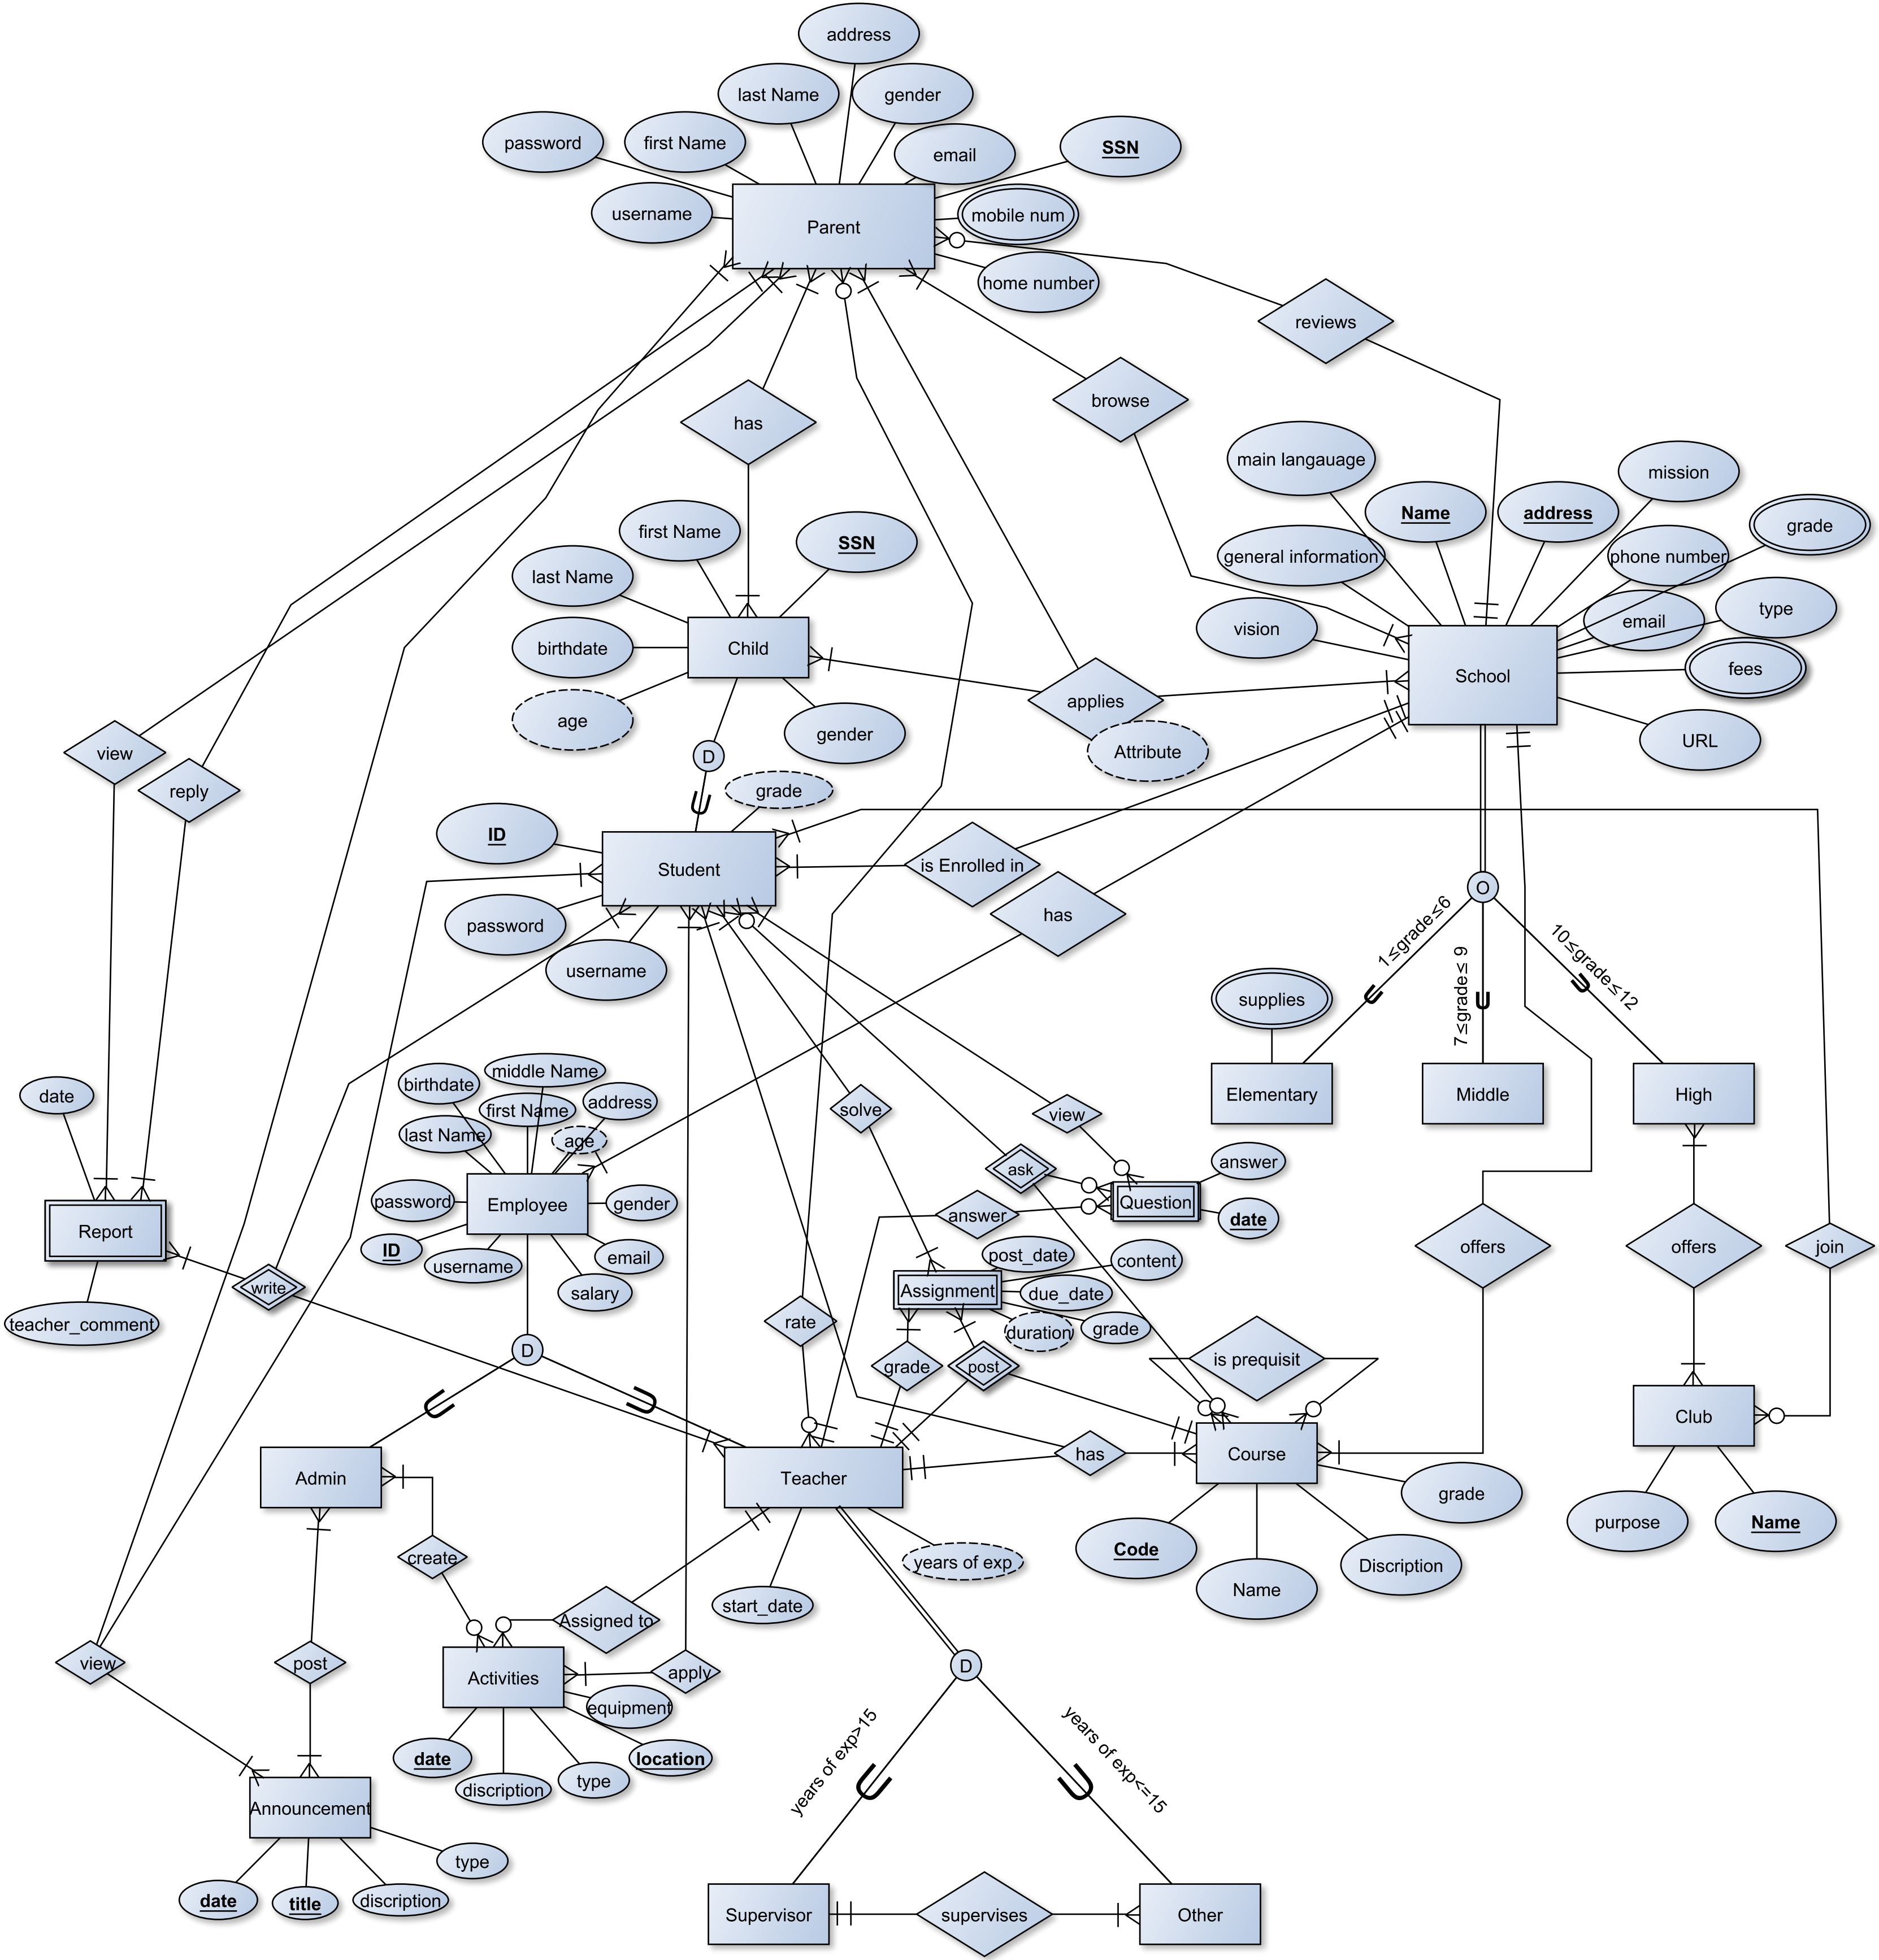 address
last Name
gender
password
first Name
email
SSN
username
Parent
mobile num
home number
reviews
browse
has
main langauage
mission
Name
address
grade
first Name
SSN
general information
phone number
last Name
type
vision
email
birthdate
Child
School
fees
age
applies
gender
Attribute
URL
view
D
reply
grade
ID
Student
is Enrolled in
O
has
password
username
1≤grade≤6
7≤grade≤ 9
10≤grade≤12
supplies
date
birthdate
middle Name
first Name
address
last Name
age
solve
view
Elementary
Middle
High
ask
answer
password
Employee
gender
Question
date
answer
Report
ID
username
email
post_date
content
offers
offers
join
write
salary
Assignment
due_date
teacher_comment
rate
duration
grade
D
grade
post
is prequisit
Club
Admin
Teacher
has
Course
grade
create
years of exp
Code
Name
Discription
purpose
Name
start_date
Assigned to
view
post
Activities
apply
D
equipment
date
discription
type
location
years of exp>15
years of exp<=15
Announcement
type
date
title
discription
Supervisor
supervises
Other